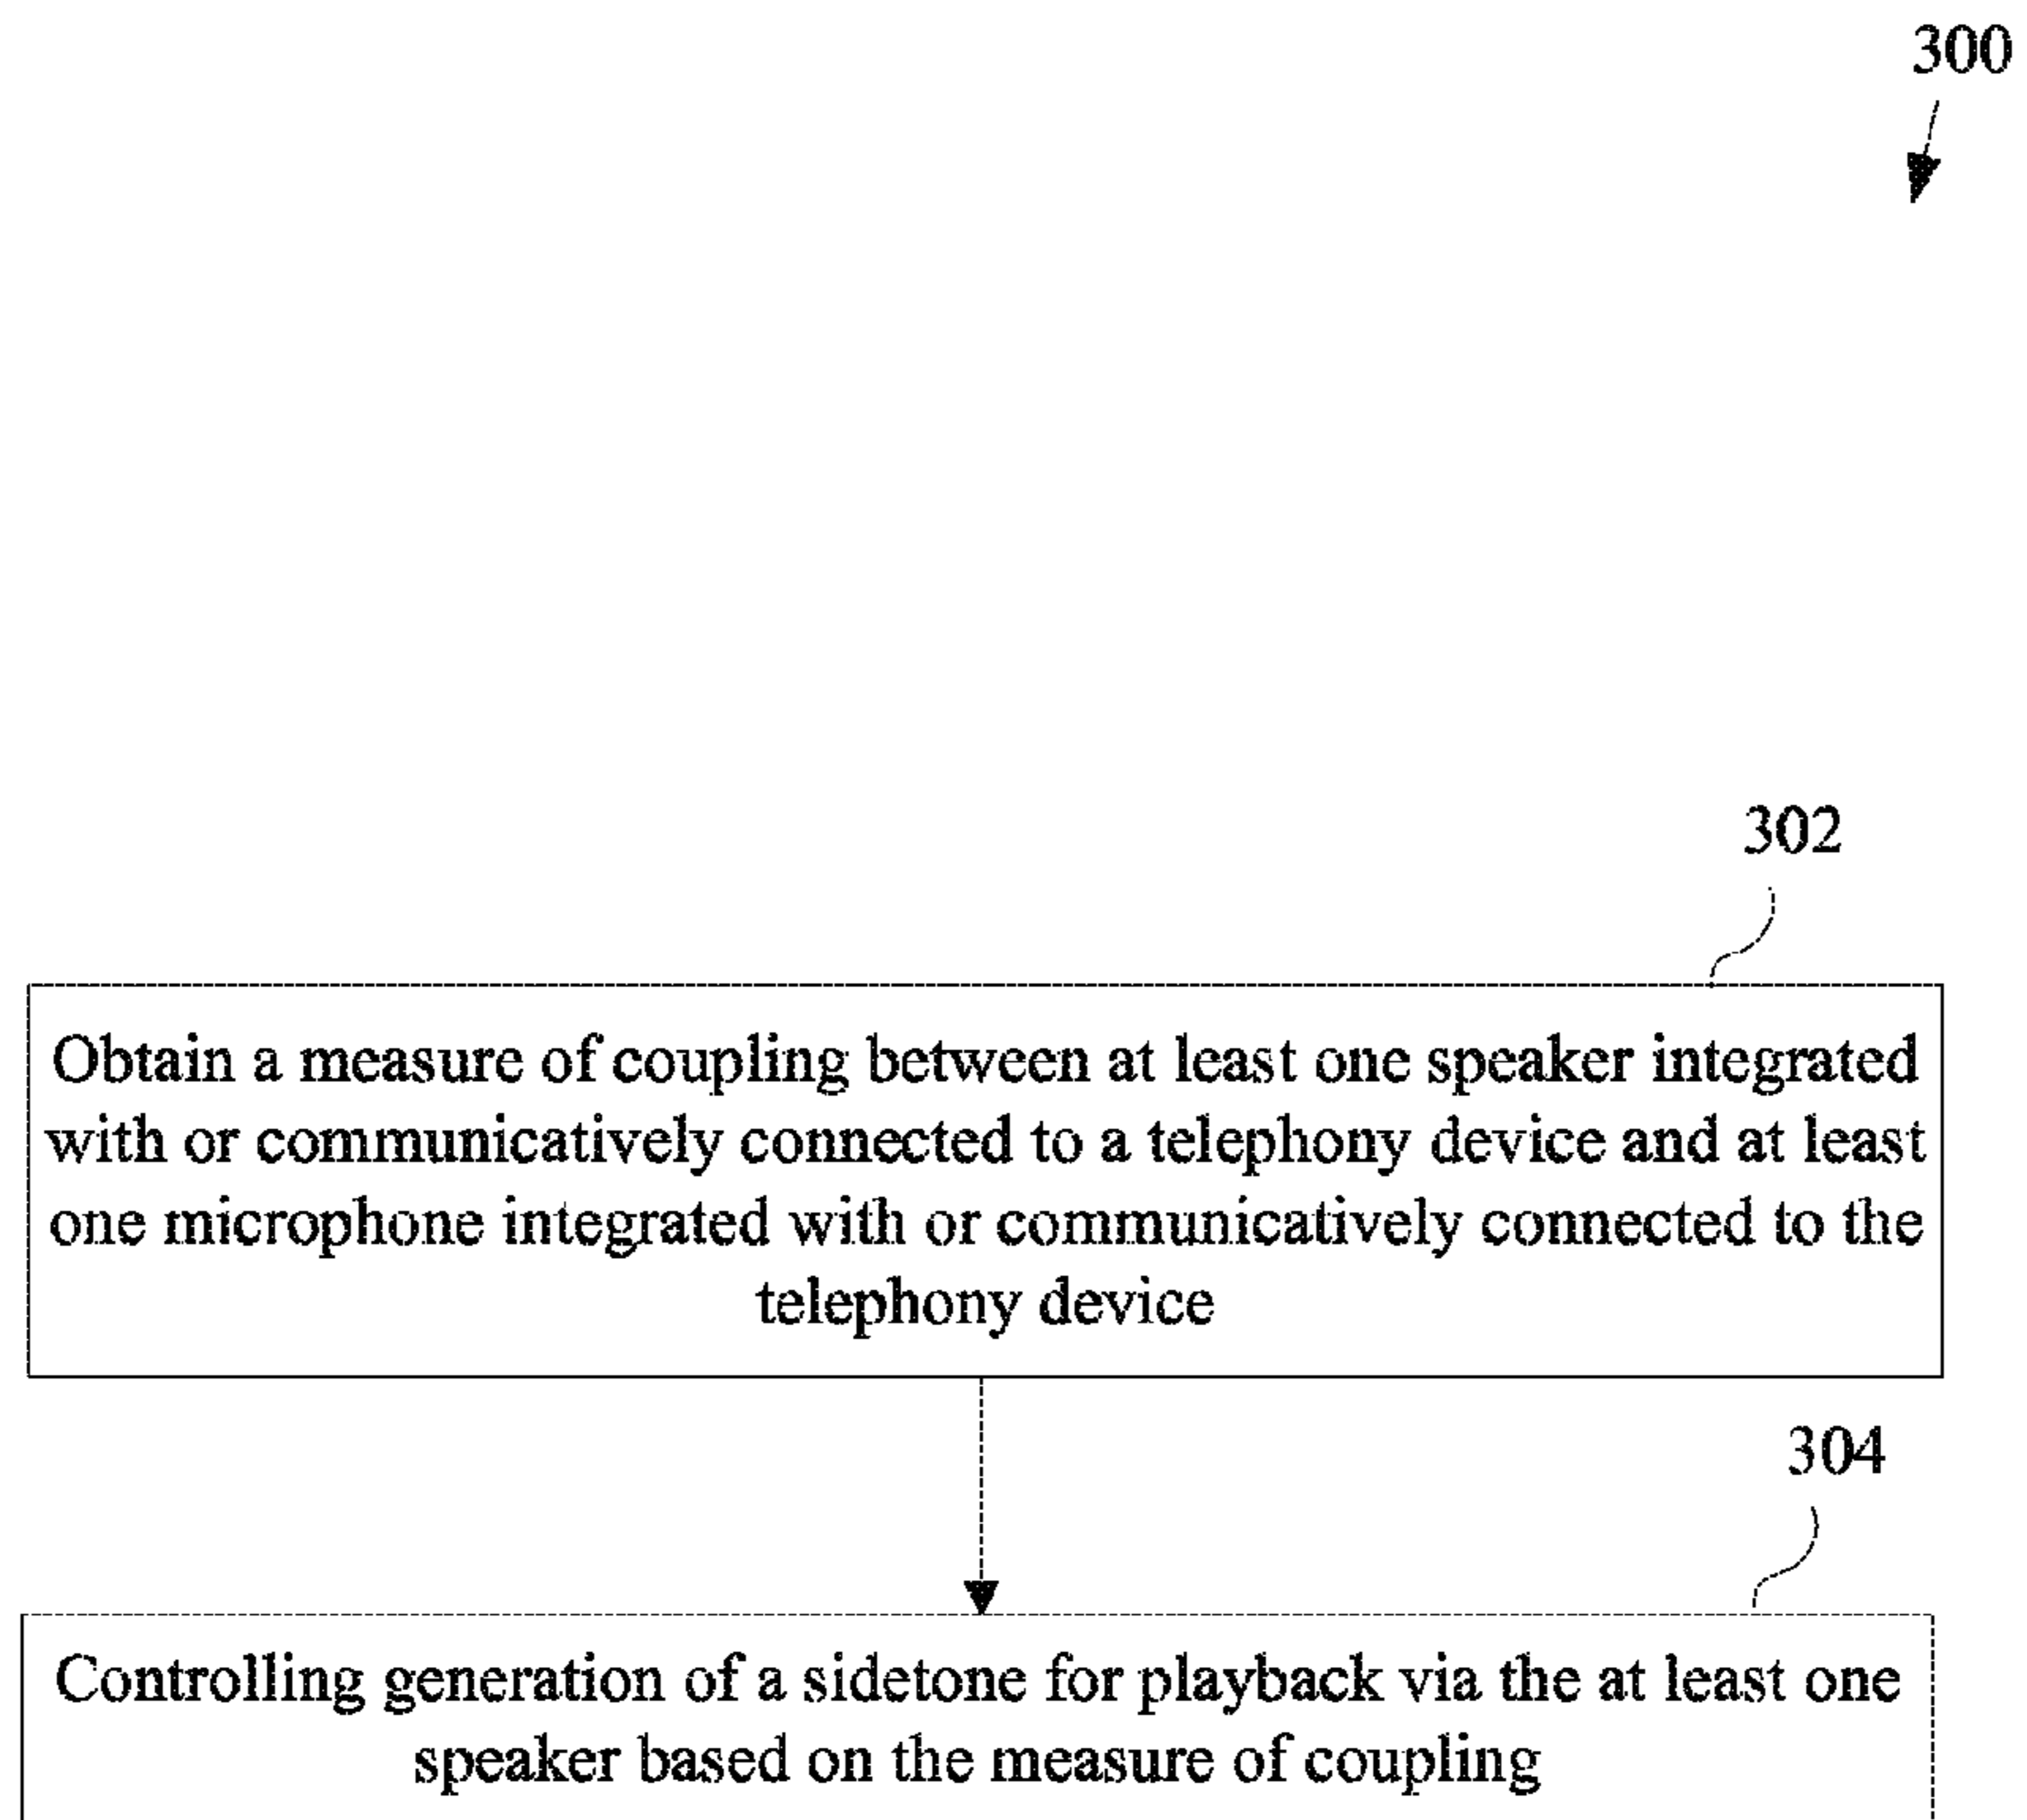 300
302
Obtain a measure of coupling between at least one speaker integrated
with or communicatively connected to a telephony device and at least
one microphone integrated with or communicatively connected to the
telephony device
304
Controlling generation of a sidetone for playback via the at least one
speaker based on the measure of coupling